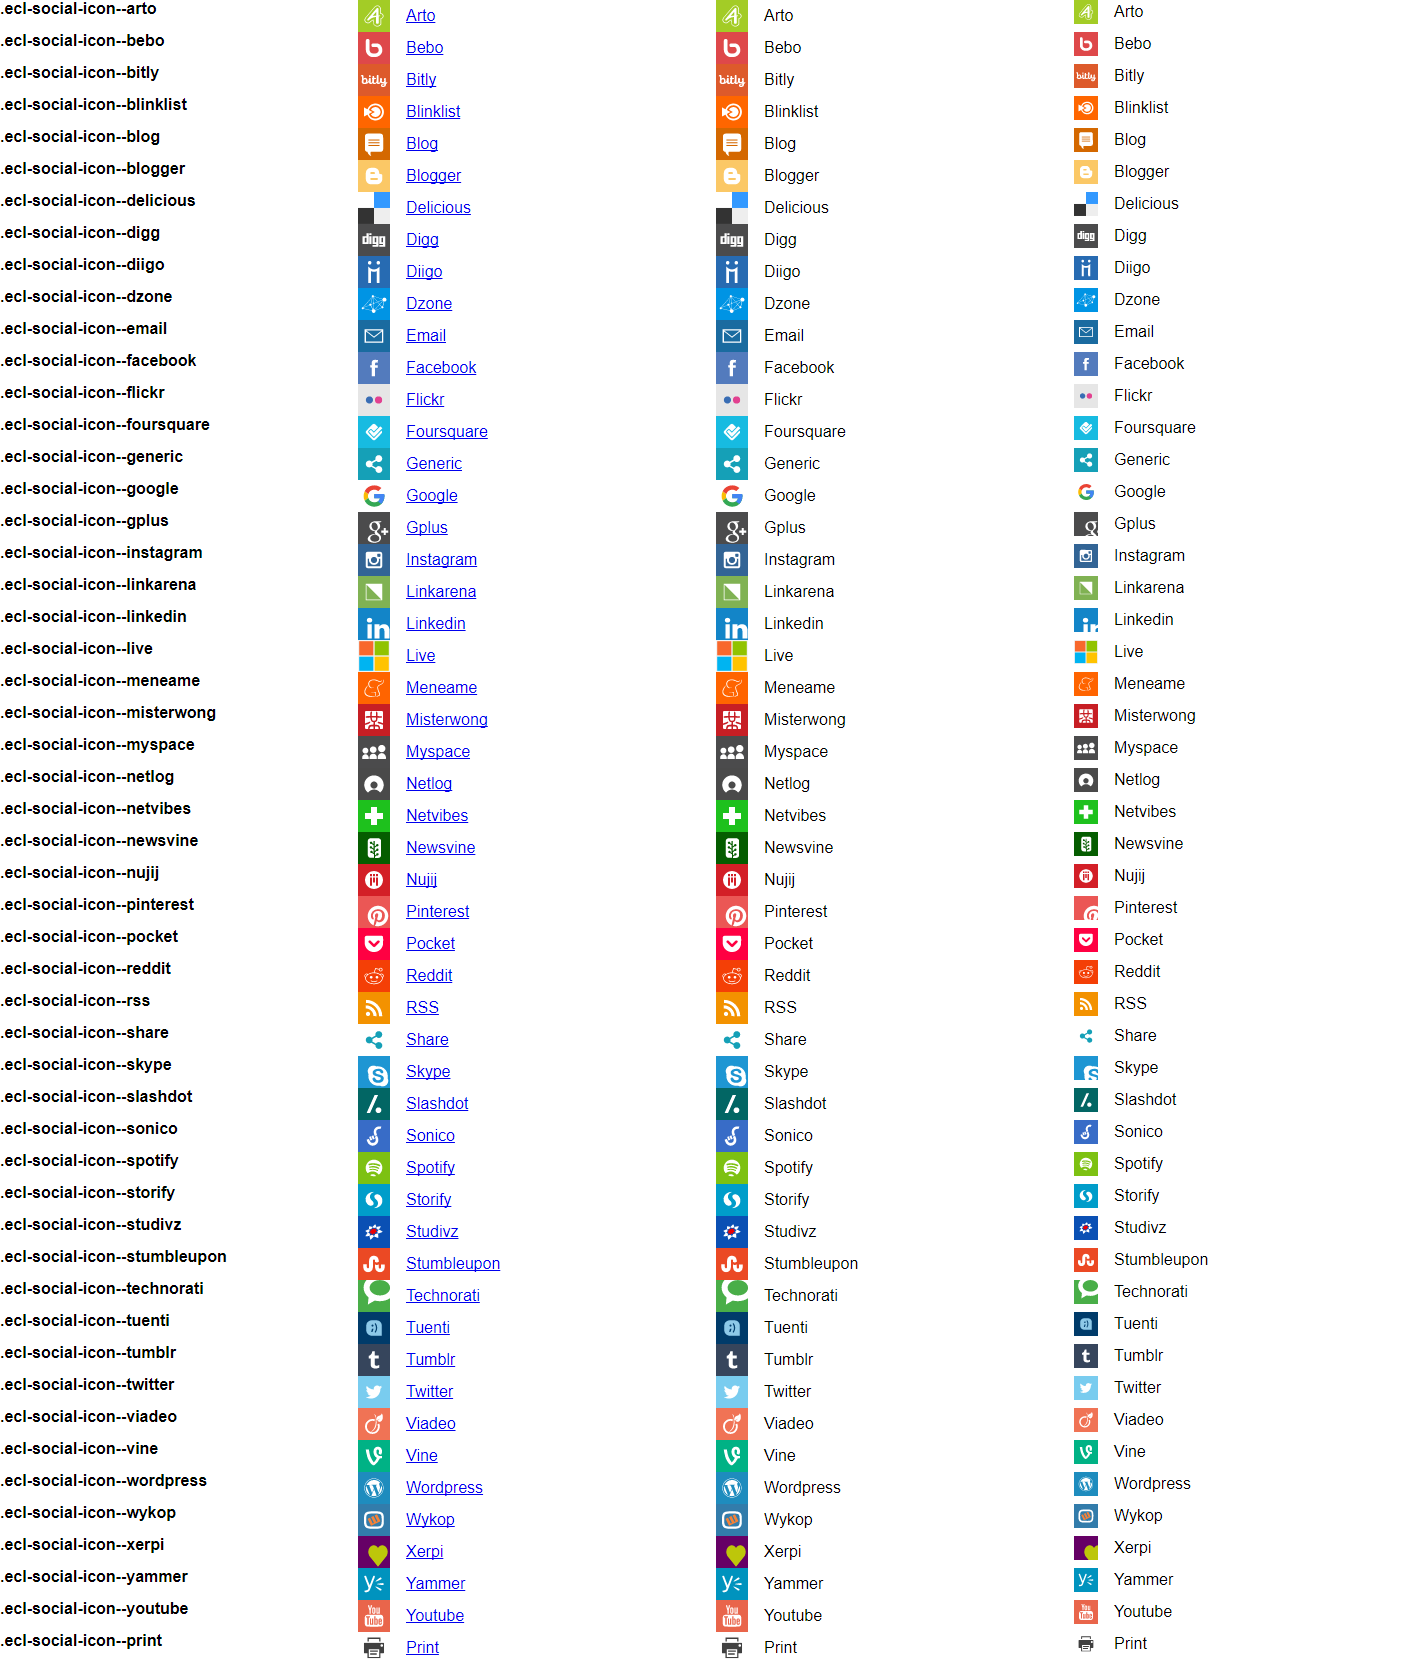 .ecl-social-icon--arto Arto Arto Arto
.ecl-social-icon--bebo Bebo Bebo Bebo
.ecl-social-icon--bitly bitly Bitly bitly Bitly bitly Bitly
.ecl-social-icon--blinklist Blinklist Blinklist Blinklist
.ecl-social-icon--blog Blog Blog Blog
.ecl-social-icon--blogger Blogger Blogger Blogger
.ecl-social-icon--delicious Delicious Delicious Delicious
.ecl-social-icon--digg digg Digg digg Digg digg Digg
.ecl-social-icon--diigo Diigo Diigo Diigo
.ecl-social-icon--dzone Dzone Dzone Dzone
.ecl-social-icon--email Email Email Email
.ecl-social-icon--facebook f Facebook f Facebook f Facebook
.ecl-social-icon--flickr Flickr Flickr Flickr
.ecl-social-icon--foursquare Foursquare Foursquare Foursquare
.ecl-social-icon--generic Generic Generic Generic
.ecl-social-icon--google G Google G Google G Google
.ecl-social-icon--gplus g+ Gplus g+ Gplus g Gplus
.ecl-social-icon--instagram Instagram Instagram Instagram
.ecl-social-icon--linkarena Linkarena Linkarena Linkarena
.ecl-social-icon--linkedin in Linkedin in Linkedin in Linkedin
.ecl-social-icon--live Live Live Live
.ecl-social-icon--meneame Meneame Meneame Meneame
.ecl-social-icon--misterwong Misterwong Misterwong Misterwong
.ecl-social-icon--myspace Myspace Myspace Myspace
.ecl-social-icon--netlog Netlog Netlog Netlog
.ecl-social-icon--netvibes Netvibes Netvibes Netvibes
.ecl-social-icon--newsvine Newsvine Newsvine Newsvine
.ecl-social-icon--nujij Nujij Nujij Nujij
.ecl-social-icon--pinterest Pinterest Pinterest Pinterest
.ecl-social-icon--pocket Pocket Pocket Pocket
.ecl-social-icon--reddit Reddit Reddit Reddit
.ecl-social-icon--rss RSS RSS RSS
.ecl-social-icon--share Share Share Share
.ecl-social-icon--skype S Skype S Skype S Skype
.ecl-social-icon--slashdot /. Slashdot /. Slashdot /. Slashdot
.ecl-social-icon--sonico Sonico Sonico Sonico
.ecl-social-icon--spotify Spotify Spotify Spotify
.ecl-social-icon--storify Storify Storify Storify
.ecl-social-icon--studivz Studivz Studivz Studivz
.ecl-social-icon--stumbleupon Stumbleupon Stumbleupon Stumbleupon
.ecl-social-icon--technorati Technorati Technorati Technorati
.ecl-social-icon--tuenti Tuenti Tuenti Tuenti
.ecl-social-icon--tumblr t Tumblr t Tumblr t Tumblr
.ecl-social-icon--twitter Twitter Twitter Twitter
.ecl-social-icon--viadeo Viadeo Viadeo Viadeo
.ecl-social-icon--vine Vine Vine Vine
.ecl-social-icon--wordpress W Wordpress W Wordpress W Wordpress
.ecl-social-icon--wykop Wykop Wykop Wykop
.ecl-social-icon--xerpi Xerpi Xerpi Xerpi
.ecl-social-icon--yammer Yammer Yammer Yammer
.ecl-social-icon--youtube You Tube Youtube You Tube Youtube You Tube Youtube
.ecl-social-icon--print Print Print Print